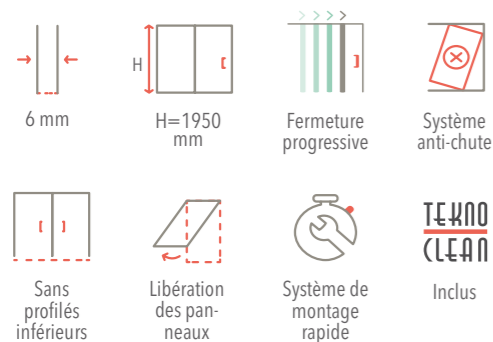 H
6 mm
H=1950
mm
Fermeture
progressive
Système
anti-chute
Sans
profilés
inférieurs
Libération
des pan-
neaux
Système de
montage
rapide
TEKNO
CLEAN
Inclus